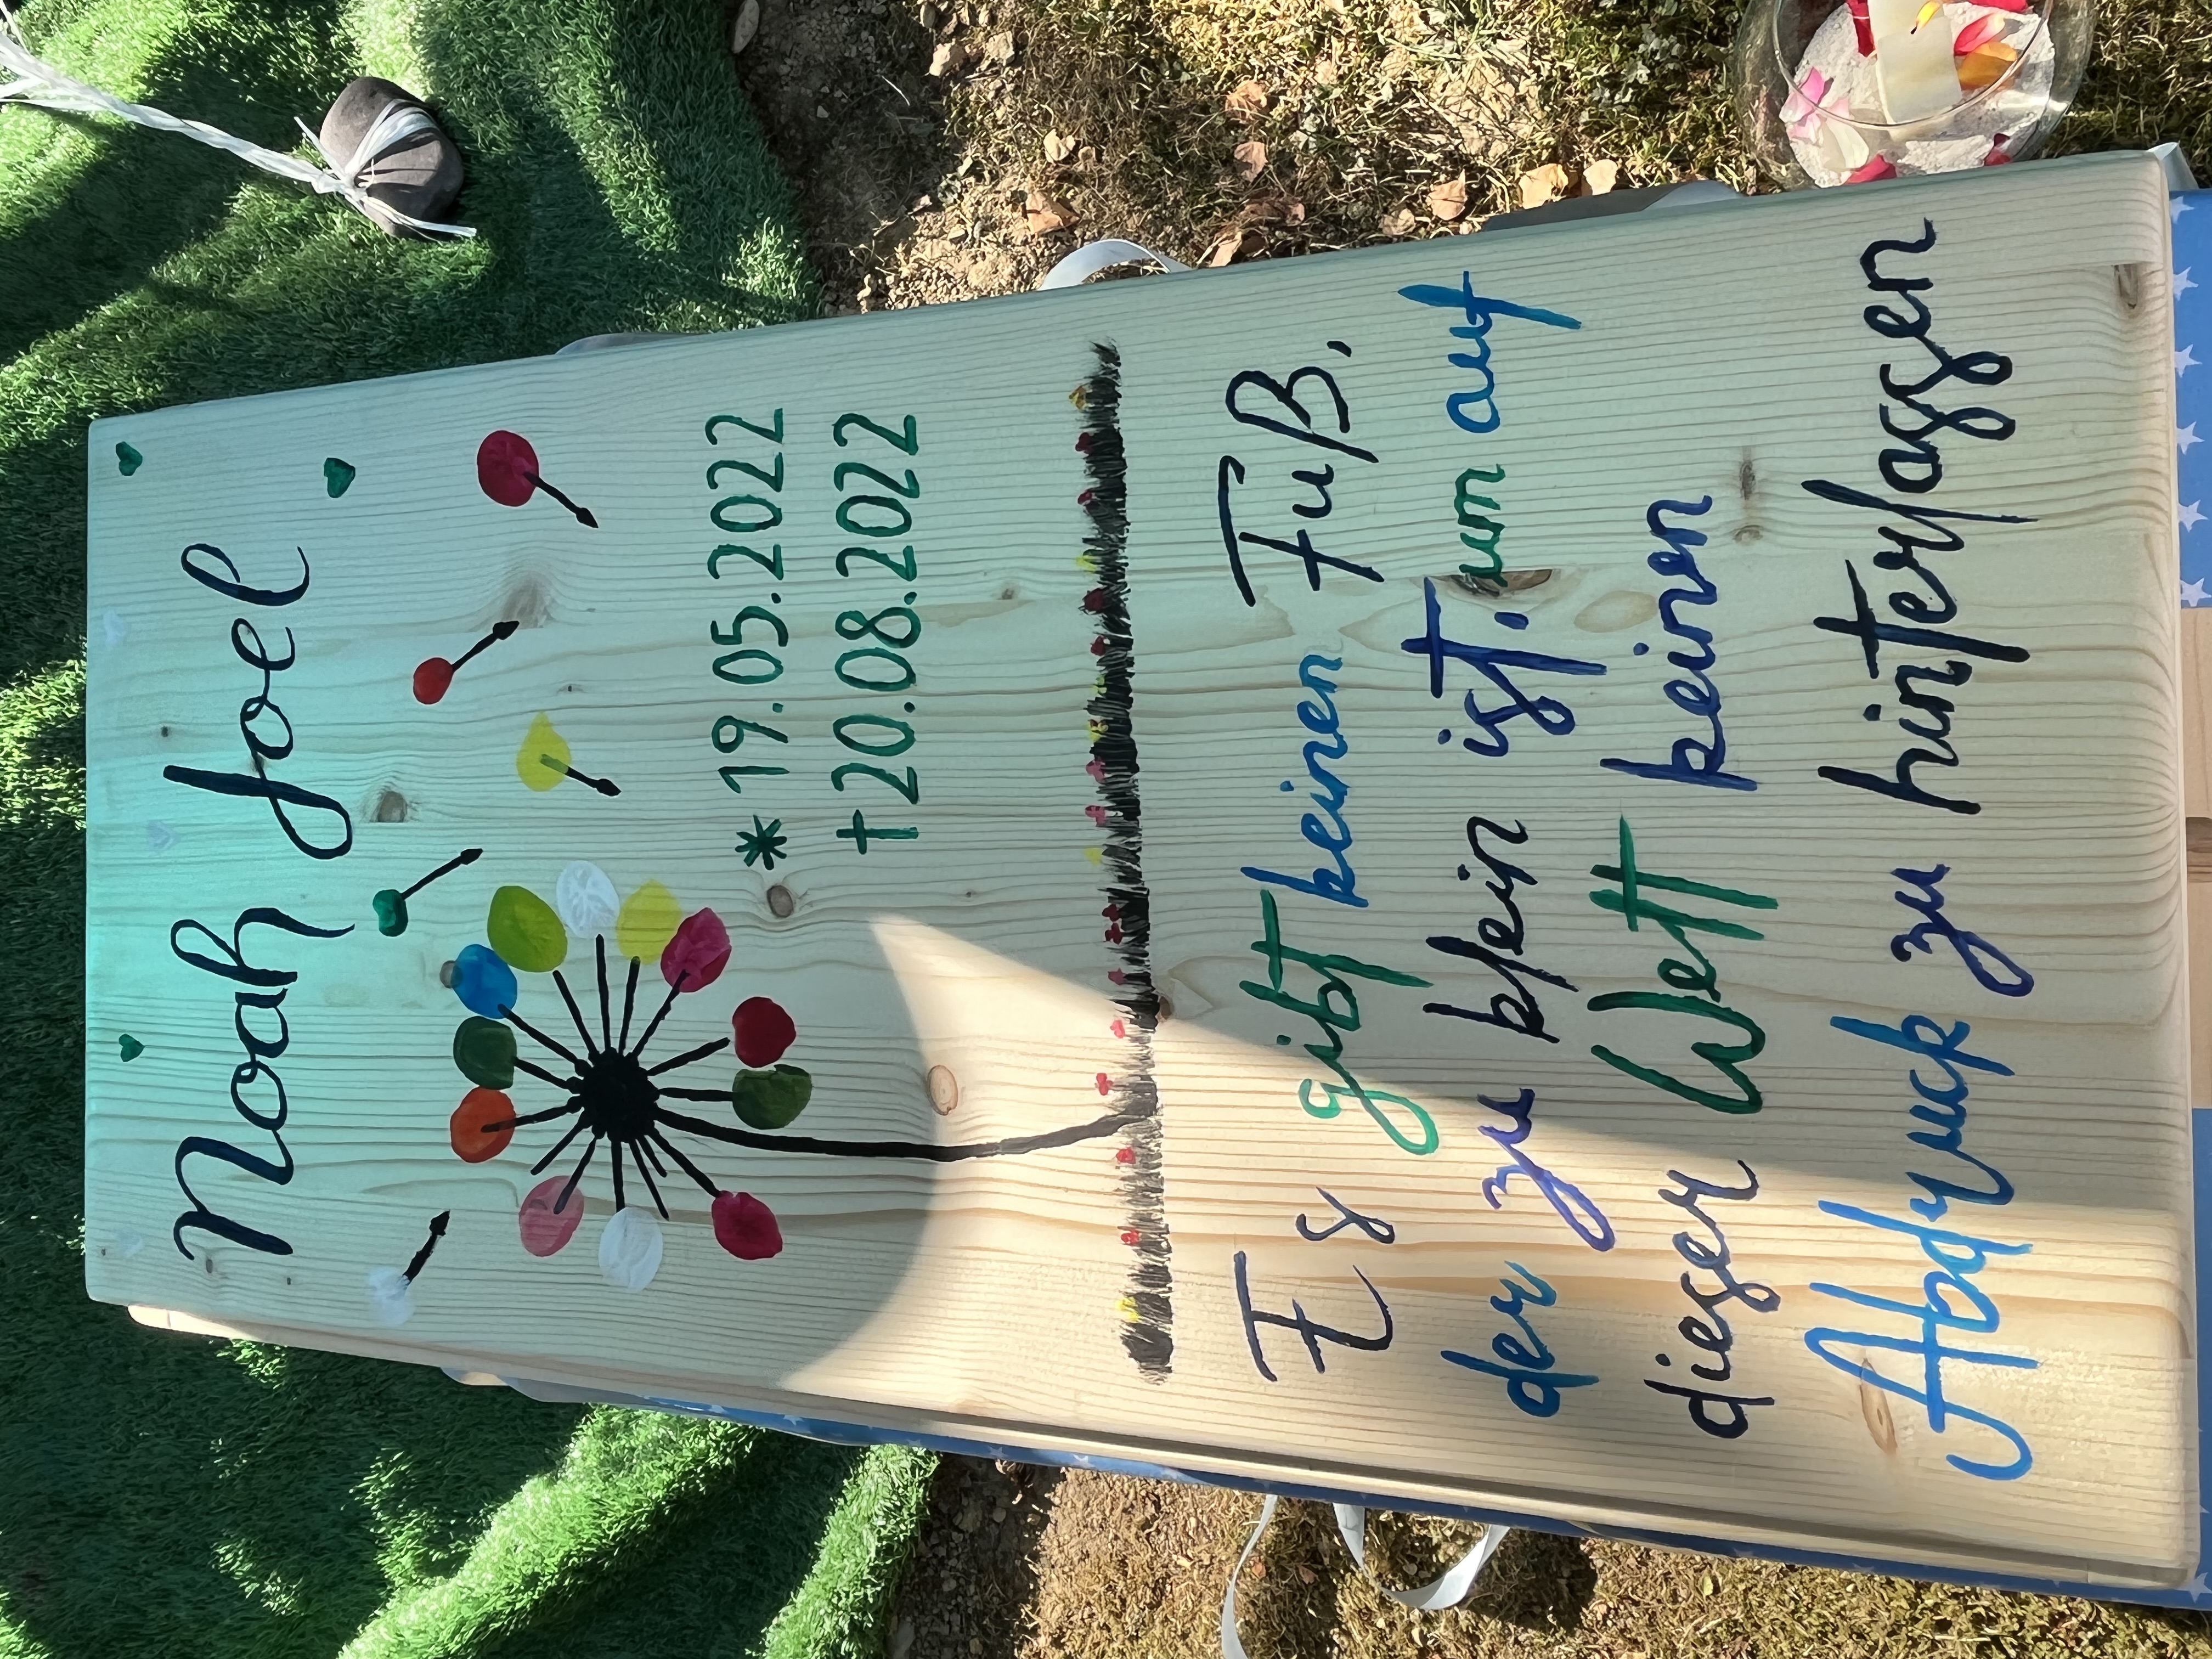 Noah Joel
* 19.05.2022
† 20.08.2022
Es gibt keinen Fuß,
der zu klein ist, um auf
dieser Welt keinen
Abdruck zu hinterlassen